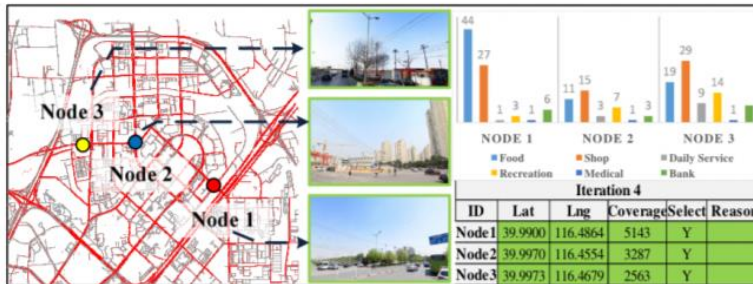 Node 3
Node 2
Node 1
44
27
1
3
1
6
NODE 1
11
15
3
7
1
3
NODE 2
19
29
9
14
1
NODE 3
Food
Shop
Daily Service
Recreation
Medical
Bank
Iteration 4
ID Lat Lng Coverage Select Reason
Node1 39.9900 116.4864 5143 Y
Node2 39.9970 116.4554 3287 Y
Node3 39.9973 116.4679 2563 Y